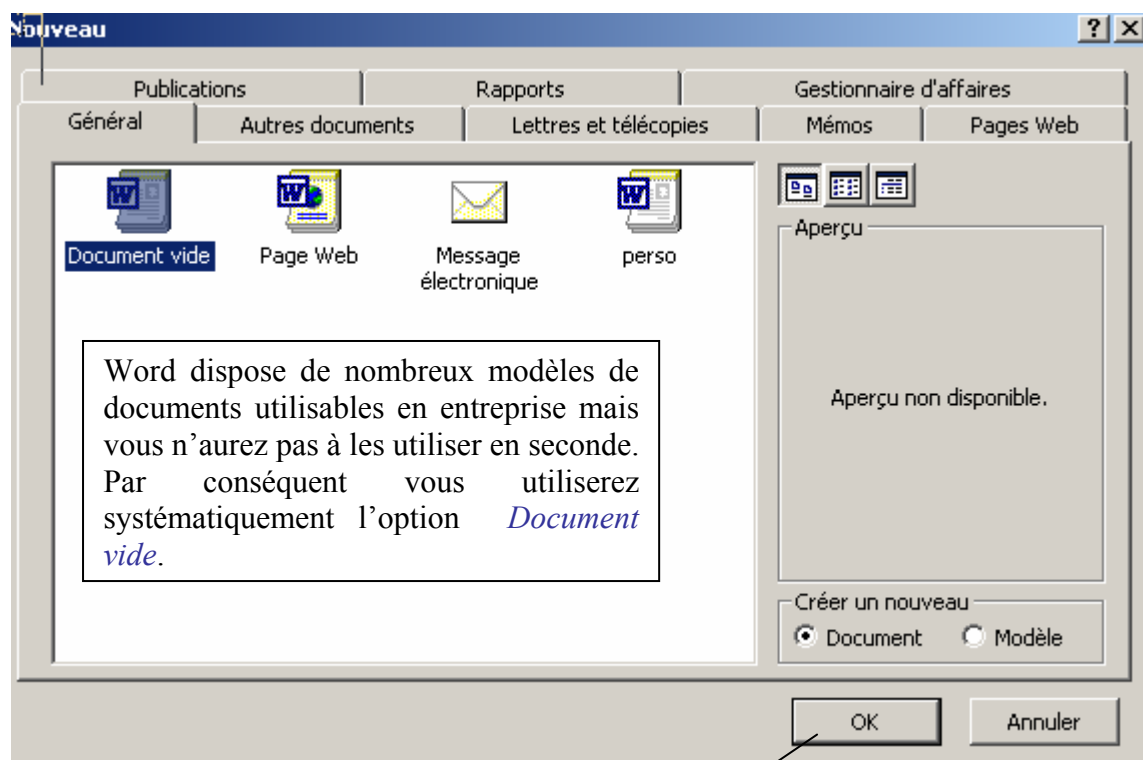 Nouveau
Publications Rapports Gestionnaire d'affaires
Général Autres documents Lettres et télécopies Mémos Pages Web
Document vide Page Web Message électronique perso
Aperçu
Word dispose de nombreux modèles de
documents utilisables en entreprise mais
vous n'aurez pas à les utiliser en seconde.
Par conséquent vous utiliserez
systématiquement l'option Document
vide.
Aperçu non disponible.
Créer un nouveau
Document Modèle
OK Annuler